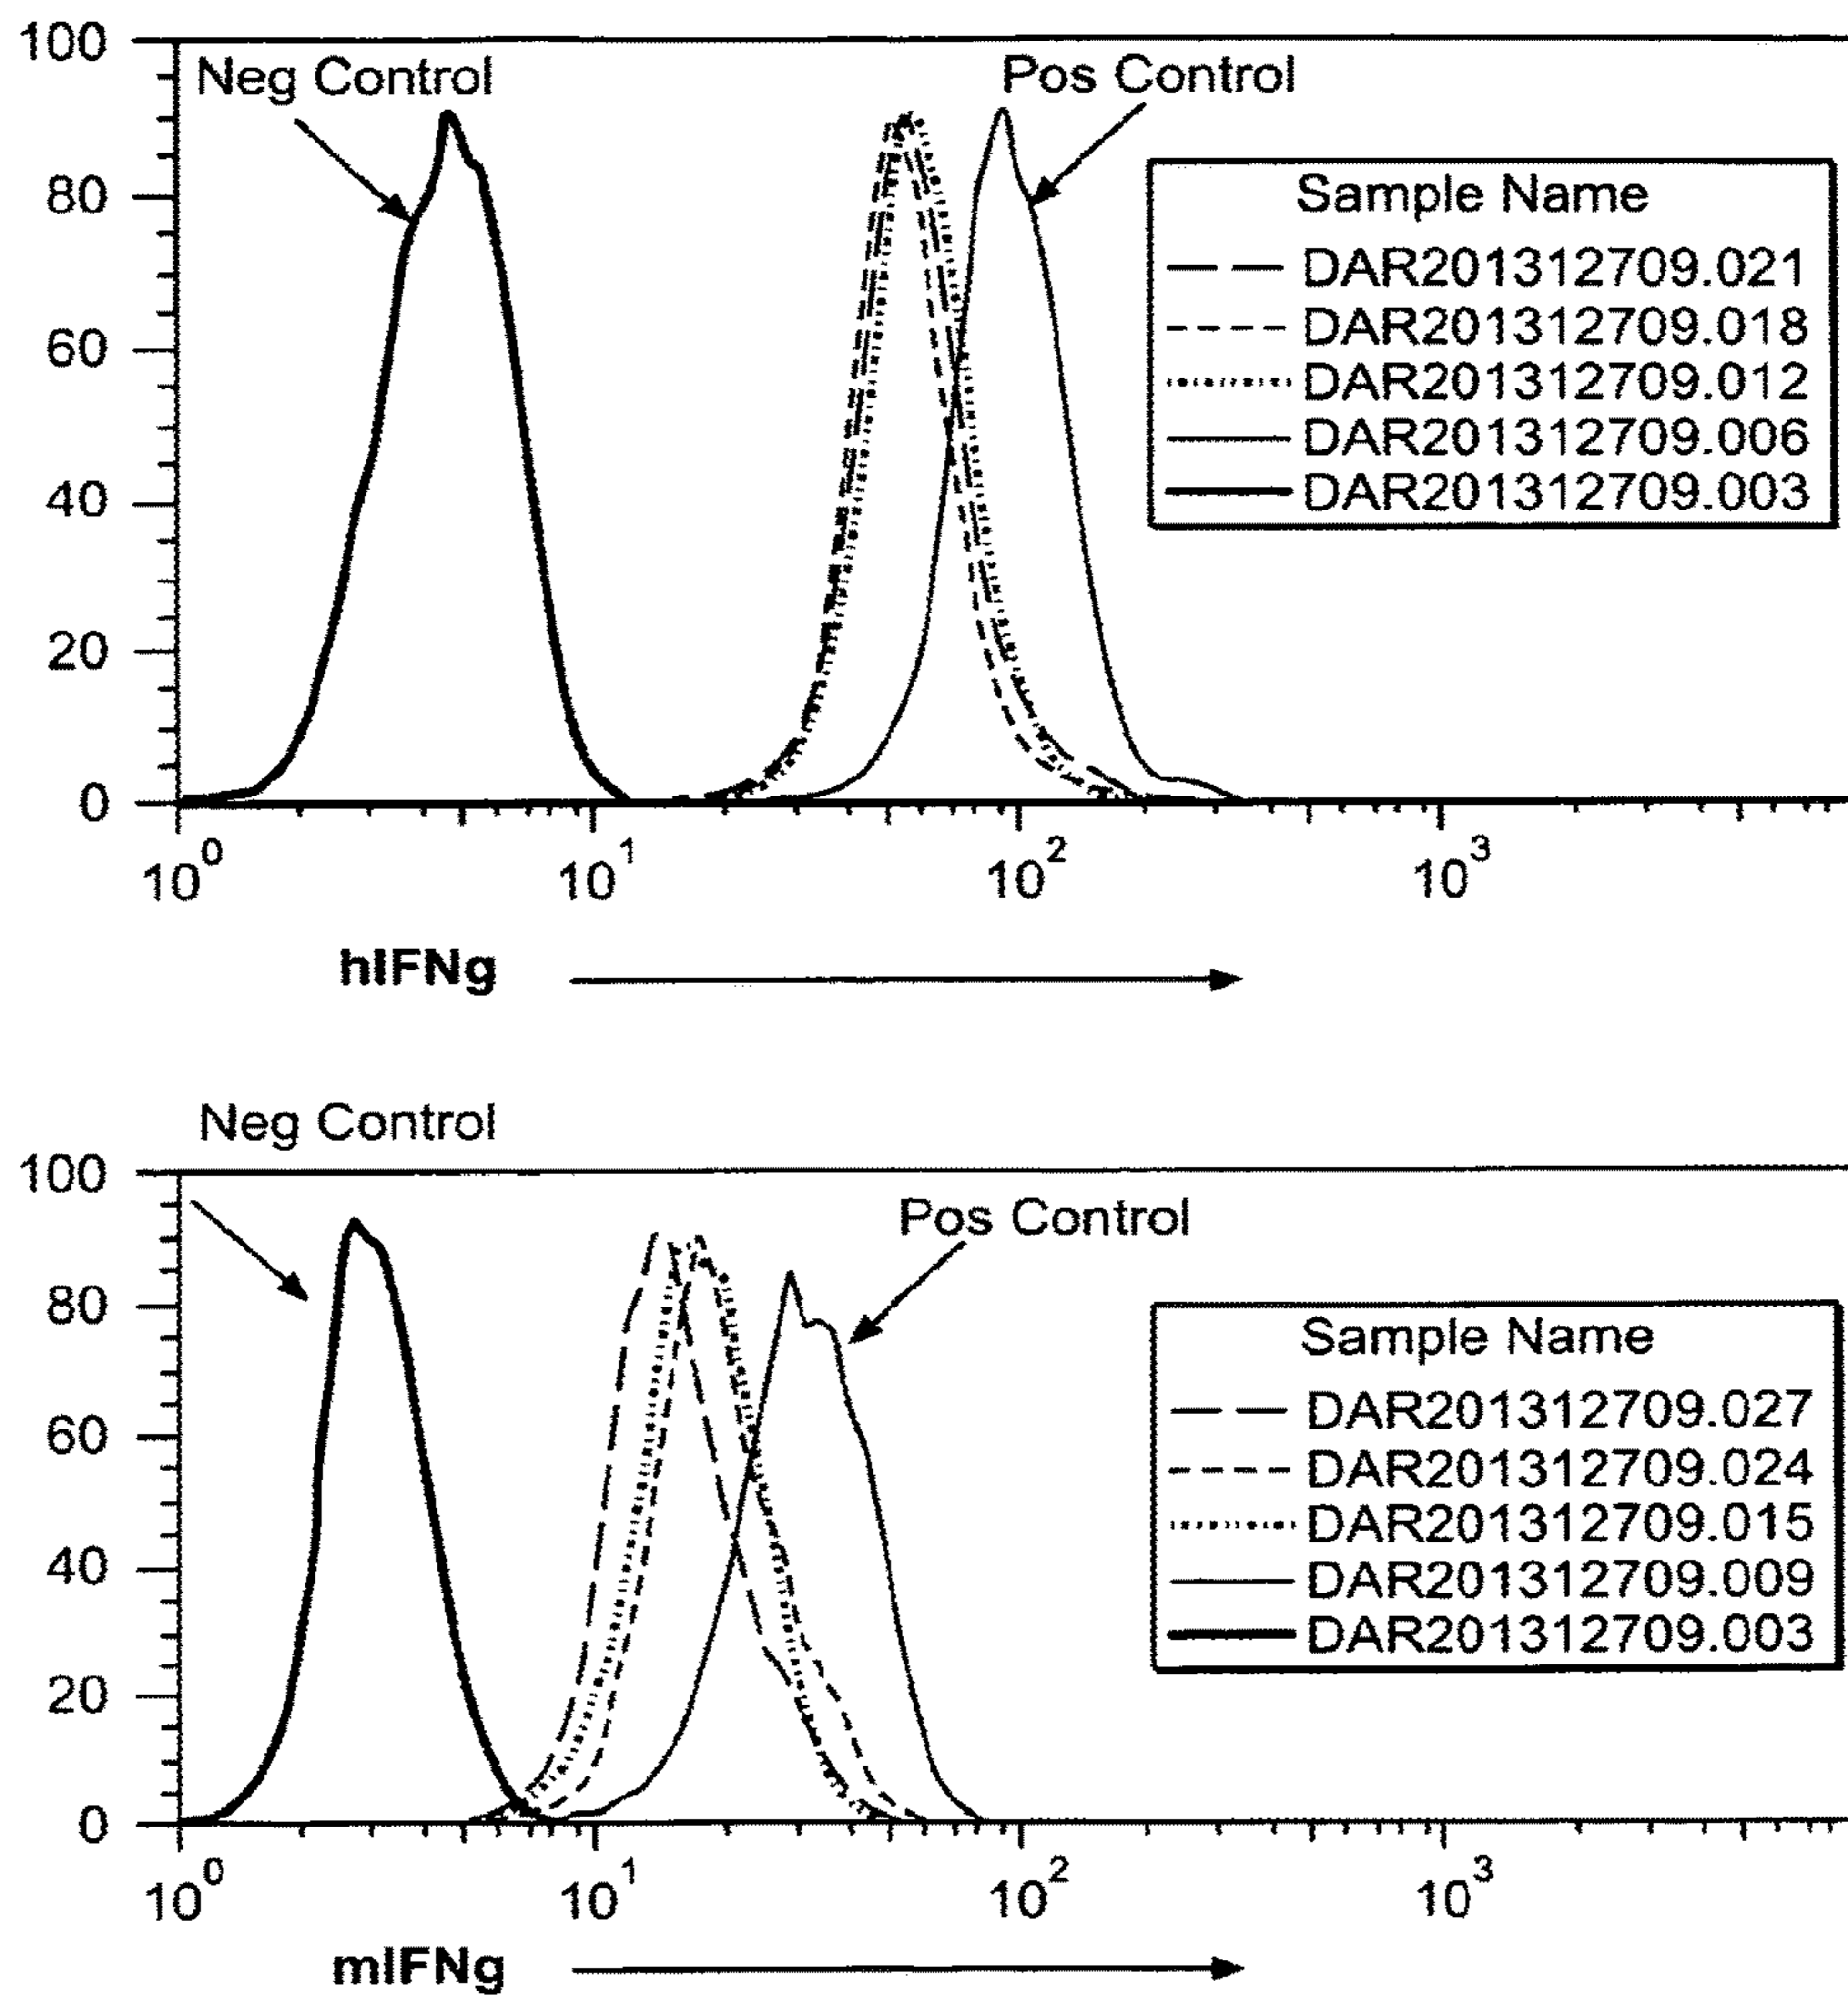 100
Neg Control
Pos Control
80
Sample Name
DAR201312709.021
60
DAR201312709.018
DAR201312709.012
DAR201312709.006
40
DAR201312709.003
20
0
10^0 10^1 10^2 10^3
hIFNg
Neg Control
100
Pos Control
80
Sample Name
DAR201312709.027
60
DAR201312709.024
DAR201312709.015
40
DAR201312709.009
DAR201312709.003
20
0
10^0 10^1 10^2 10^3
mIFNg